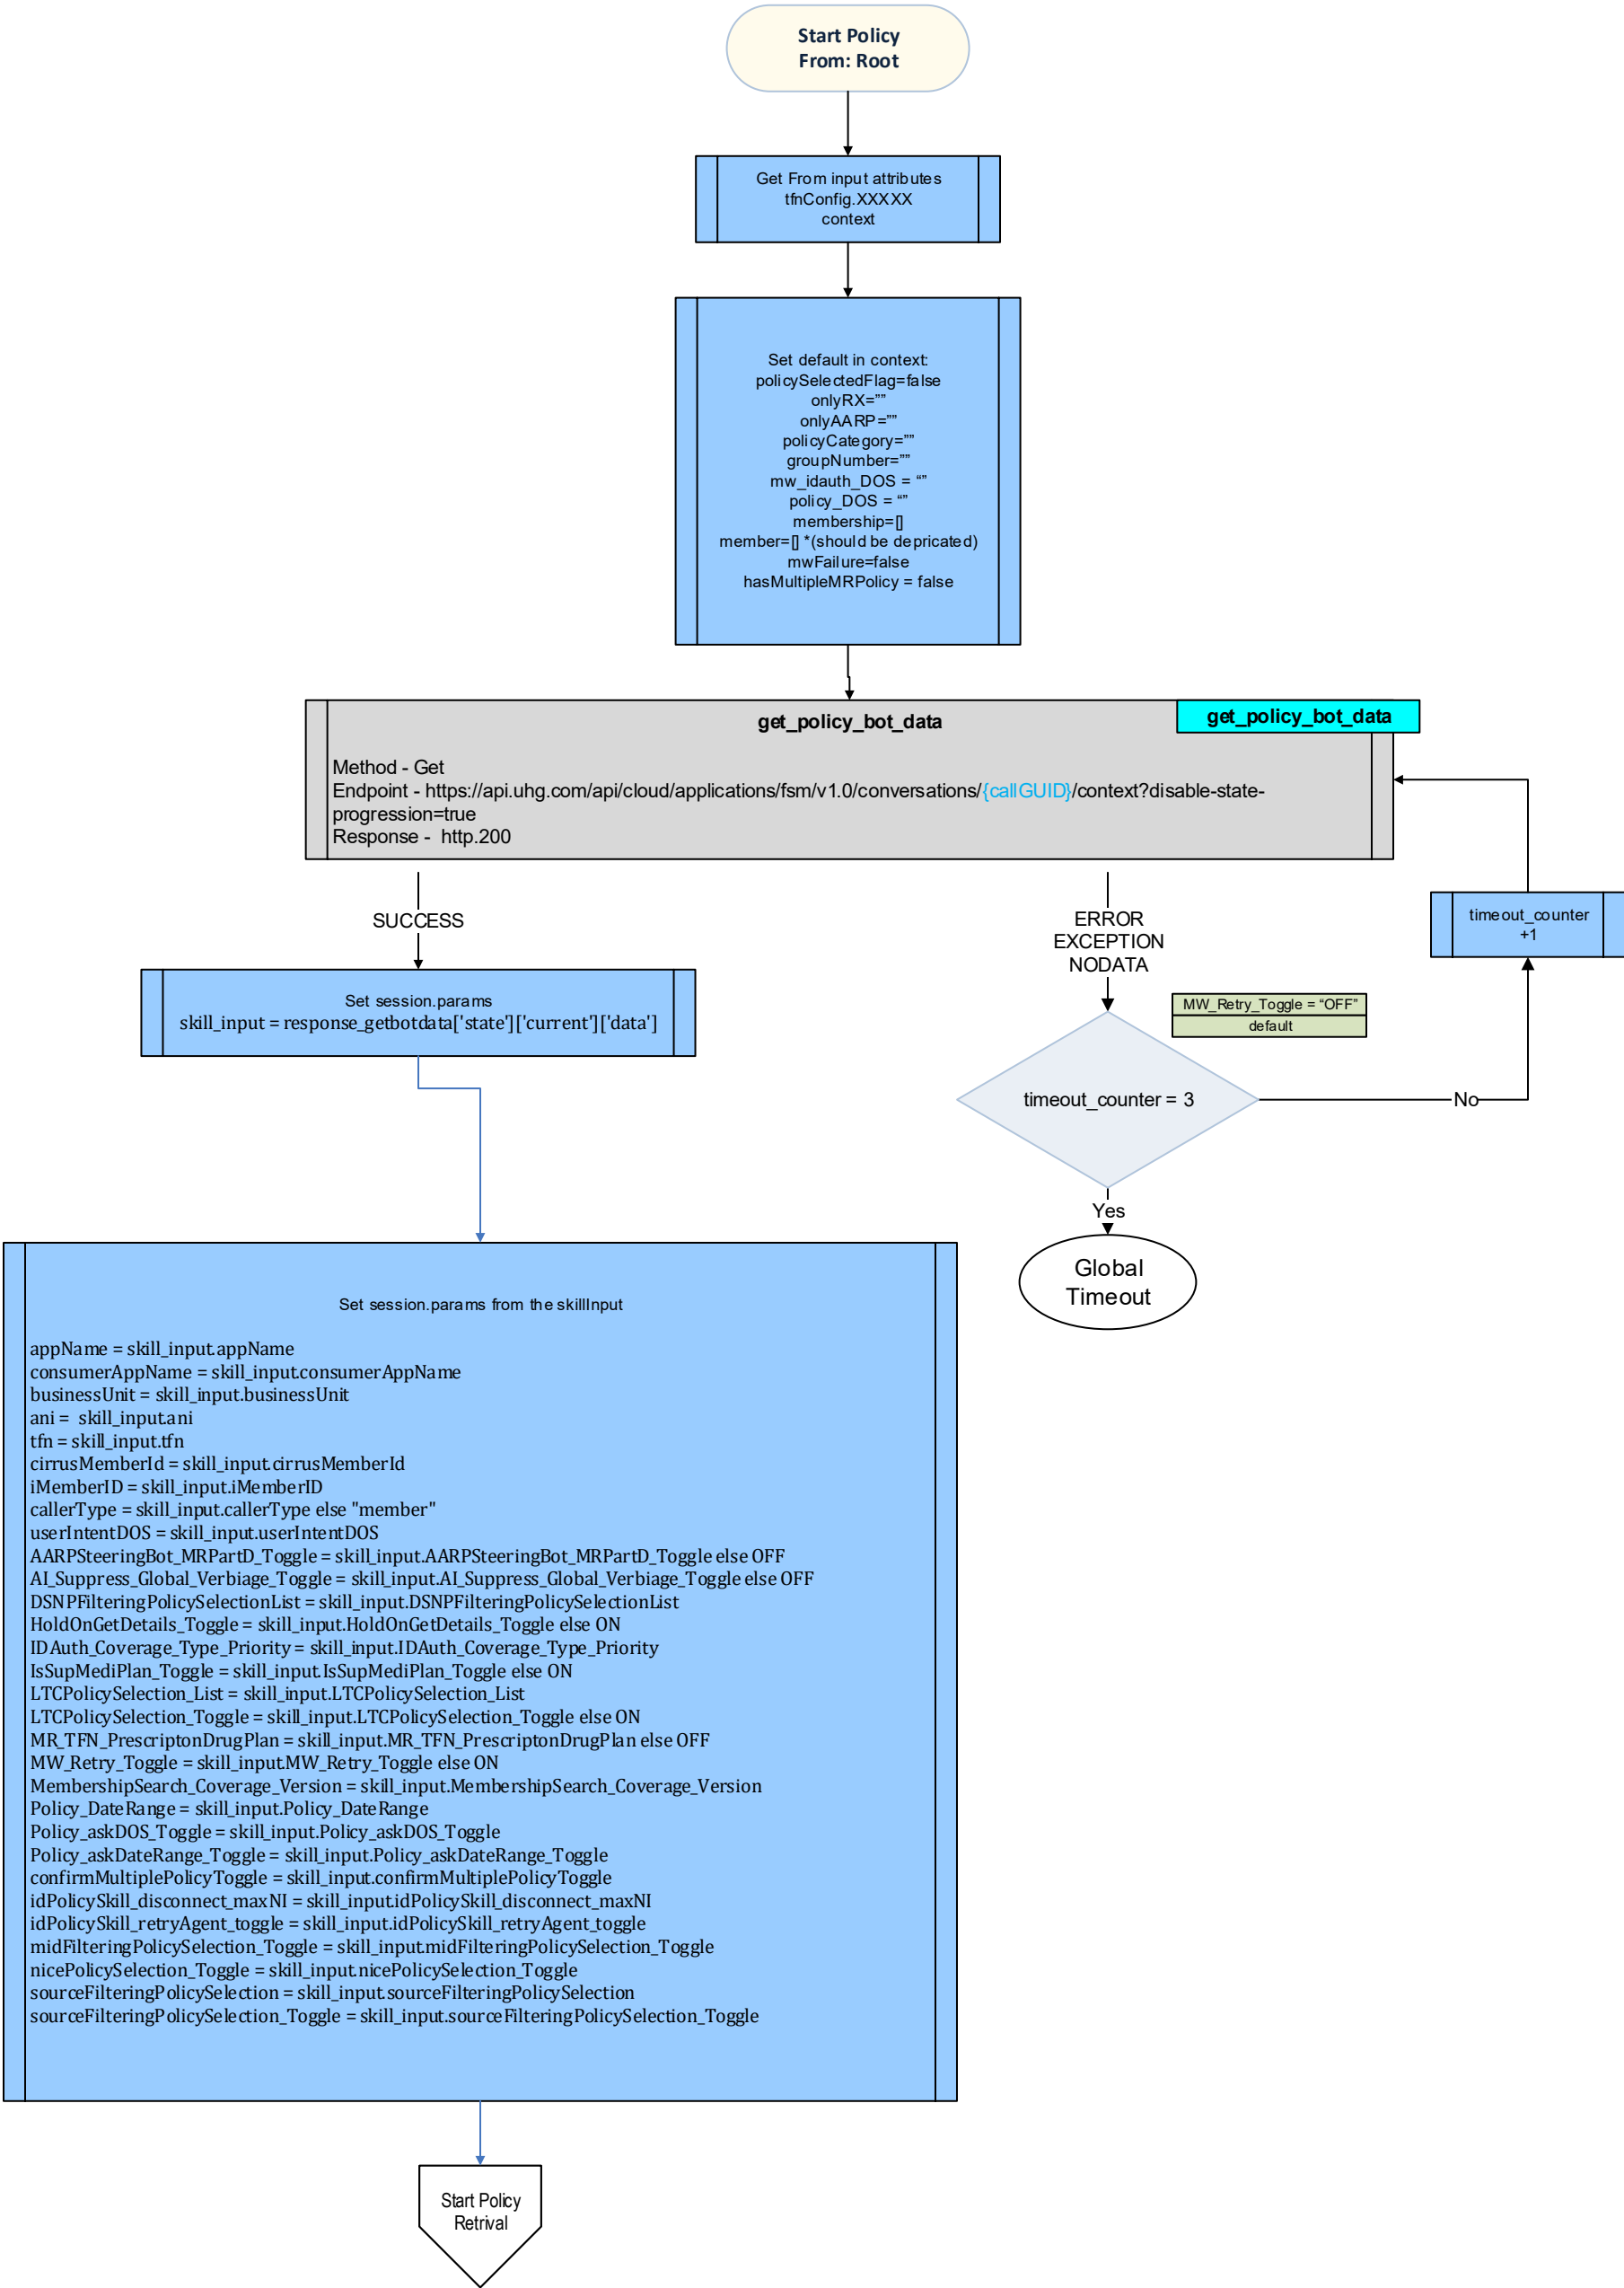 Start Policy
From: Root
Get From input attributes
tfnConfig.XXXXX
context
Set default in context:
policySelectedFlag=false
onlyRX=””
onlyAARP=””
policyCategory=””
groupNumber=””
mw_idauth_DOS = “”
policy_DOS = “”
membership=[]
member=[] *(should be depricated)
mwFailure=false
hasMultipleMRPolicy = false
get_policy_bot_data
get_policy_bot_data
Method - Get
Endpoint - https://api.uhg.com/api/cloud/applications/fsm/v1.0/conversations/{callGUID}/context?disable-state-
progression=true
Response -  http.200
SUCCESS
ERROR
EXCEPTION
NODATA
timeout_counter
+1
Set session.params
skill_input = response_getbotdata['state']['current']['data']
MW_Retry_Toggle = “OFF”
default
timeout_counter = 3
No
Yes
Global
Timeout
Set session.params from the skillInput
appName = skill_input.appName
consumerAppName = skill_input.consumerAppName
businessUnit = skill_input.businessUnit
ani =  skill_input.ani
tfn = skill_input.tfn
cirrusMemberId = skill_input.cirrusMemberId
iMemberID = skill_input.iMemberID
callerType = skill_input.callerType else "member"
userIntentDOS = skill_input.userIntentDOS
AARPSteeringBot_MRPartD_Toggle = skill_input.AARPSteeringBot_MRPartD_Toggle else OFF
AI_Suppress_Global_Verbiage_Toggle = skill_input.AI_Suppress_Global_Verbiage_Toggle else OFF
DSNPFilteringPolicySelectionList = skill_input.DSNPFilteringPolicySelectionList
HoldOnGetDetails_Toggle = skill_input.HoldOnGetDetails_Toggle else ON
IDAuth_Coverage_Type_Priority = skill_input.IDAuth_Coverage_Type_Priority
IsSupMediPlan_Toggle = skill_input.IsSupMediPlan_Toggle else ON
LTCPolicySelection_List = skill_input.LTCPolicySelection_List
LTCPolicySelection_Toggle = skill_input.LTCPolicySelection_Toggle else ON
MR_TFN_PrescriptonDrugPlan = skill_input.MR_TFN_PrescriptonDrugPlan else OFF
MW_Retry_Toggle = skill_input.MW_Retry_Toggle else ON
MembershipSearch_Coverage_Version = skill_input.MembershipSearch_Coverage_Version
Policy_DateRange = skill_input.Policy_DateRange
Policy_askDOS_Toggle = skill_input.Policy_askDOS_Toggle
Policy_askDateRange_Toggle = skill_input.Policy_askDateRange_Toggle
confirmMultiplePolicyToggle = skill_input.confirmMultiplePolicyToggle
idPolicySkill_disconnect_maxNI = skill_input.idPolicySkill_disconnect_maxNI
idPolicySkill_retryAgent_toggle = skill_input.idPolicySkill_retryAgent_toggle
midFilteringPolicySelection_Toggle = skill_input.midFilteringPolicySelection_Toggle
nicePolicySelection_Toggle = skill_input.nicePolicySelection_Toggle
sourceFilteringPolicySelection = skill_input.sourceFilteringPolicySelection
sourceFilteringPolicySelection_Toggle = skill_input.sourceFilteringPolicySelection_Toggle
Start Policy
Retrival